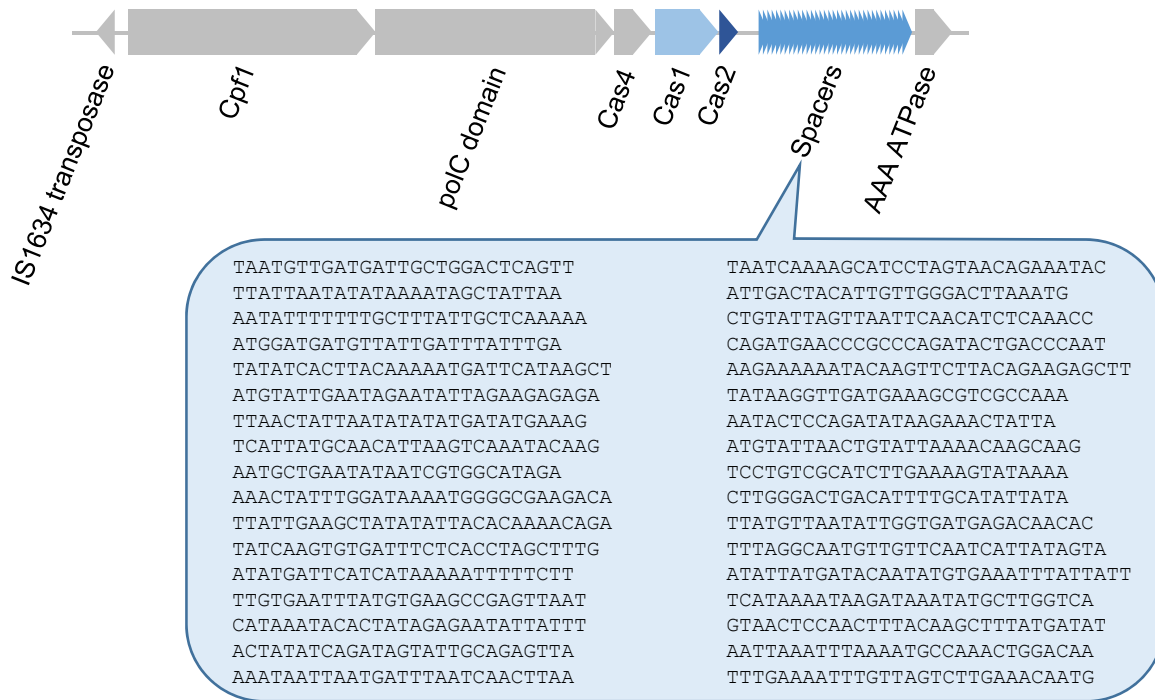 IS1634 transposase
Cpf1
polC domain
Cas4
Cas1
Cas2
Spacers
AAA ATPase
TAATGTTGATGATTGCTGGACTCAGTT
TTATTAATATATAAAATAGCTATTAA
AATATTTTTTTGCTTTATTGCTCAAAAA
ATGGATGATGTTATTGATTTATTTGA
TATATCACTTACAAAAATGATTCATAAGCT
ATGTATTGAATAGAATATTAGAAGAGAGA
TTAACTATTAATATATATGATATGAAAG
TCATTATGCAACATTAAGTCAAATACAAG
AATGCTGAATATAATCGTGGCATAGA
AAACTATTTGGATAAAATGGGGCGAAGACA
TTATTGAAGCTATATATTACACAAAACAGA
TATCAAGTGTGATTTCTCACCTAGCTTTG
ATATGATTCATCATAAAAATTTTTCTT
TTGTGAATTTATGTGAAGCCGAGTTAAT
CATAAATACACTATAGAGAATATTATTT
ACTATATCAGATAGTATTGCAGAGTTA
AAATAATTAATGATTTAATCAACTTAA
TAATCAAAAGCATCCTAGTAACAGAAATAC
ATTGACTACATTGTTGGGACTTAAATG
CTGTATTAGTTAATTCAACATCTCAAACC
CAGATGAACCCGCCCAGATACTGACCCAAT
AAGAAAAAATACAAGTTCTTACAGAAGAGCTT
TATAAGGTTGATGAAAGCGTCGCCAAA
AATACTCCAGATATAAGAAACTATTA
ATGTATTAACTGTATTAAAACAAGCAAG
TCCTGTCGCATCTTGAAAAGTATAAAA
CTTGGGACTGACATTTTGCATATTATA
TTATGTTAATATTGGTGATGAGACAACAC
TTTAGGCAATGTTGTTCAATCATTATAGTA
ATATTATGATACAATATGTGAAATTTATTATT
TCATAAAATAAGATAAATATGCTTGGTCA
GTAACTCCAACTTTACAAGCTTTATGATAT
AATTAAATTTAAAATGCCAAACTGGACAA
TTTGAAAATTTGTTAGTCTTGAAACAATG